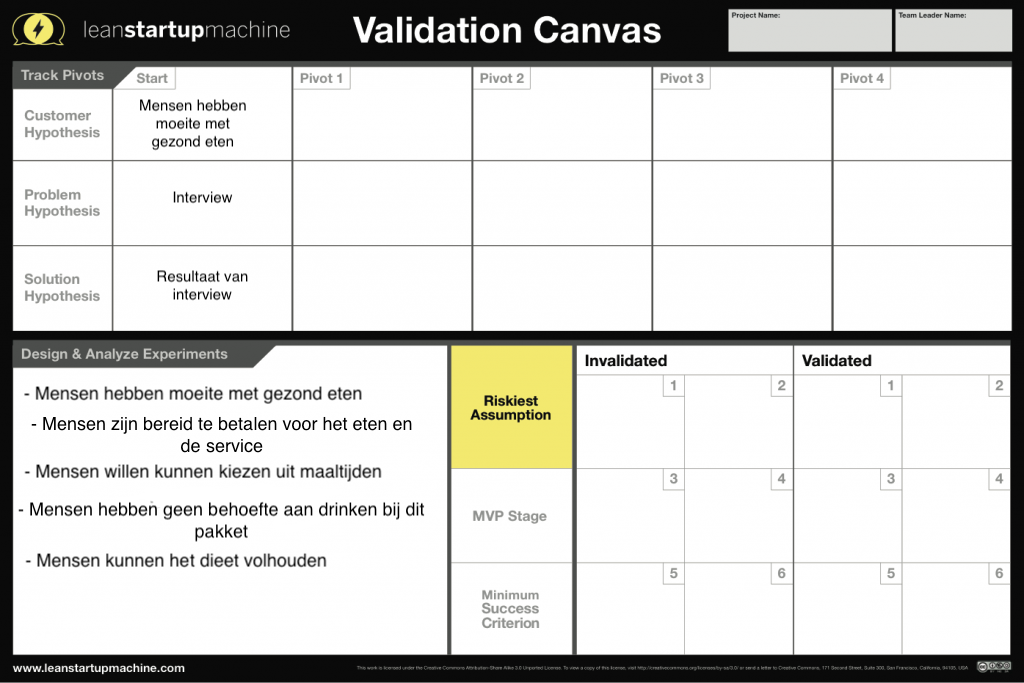 leanstartupmachine
Validation Canvas
Project Name:
Team Leader Name:
Track Pivots
Start
Pivot 1
Pivot 2
Pivot 3
Pivot 4
Customer
Hypothesis
Mensen hebben
moeite met
gezond eten
Problem
Hypothesis
Interview
Solution
Hypothesis
Resultaat van
interview
Design & Analyze Experiments
- Mensen hebben moeite met gezond eten
- Mensen zijn bereid te betalen voor het eten en
de service
- Mensen willen kunnen kiezen uit maaltijden
- Mensen hebben geen behoefte aan drinken bij dit
pakket
- Mensen kunnen het dieet volhouden
Riskiest
Assumption
MVP Stage
Minimum
Success
Criterion
Invalidated
Validated
1
2
1
2
3
4
3
4
5
6
5
6
www.leanstartupmachine.com
This work is licensed under the Creative Commons Attribution-Share Alike 3.0 Unported License. To view a copy of this license, visit http://creativecommons.org/licenses/by-sa/3.0/ or send a letter to Creative Commons, 171 Second Street, Suite 300, San Francisco, California, 94105, USA